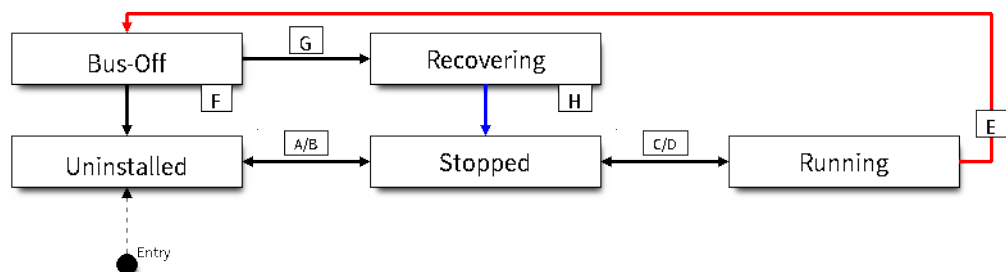 G
Bus-Off
Recovering
F
H
E
A/B
C/D
Uninstalled
Stopped
Running
Entry